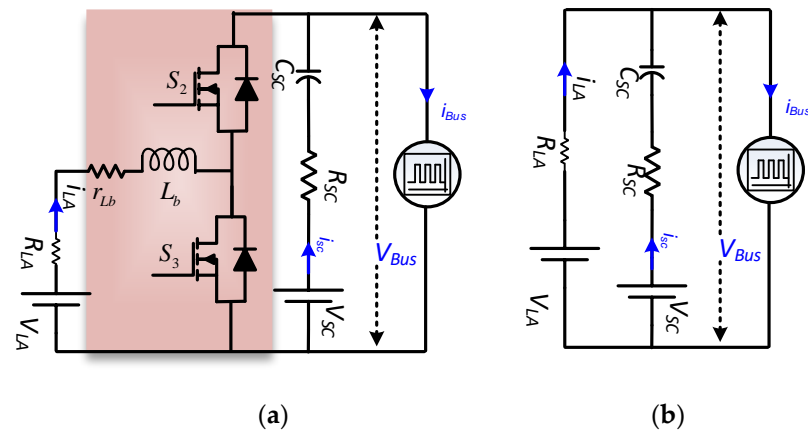 S2
CSC
iLA
CSC
iBus
iBus
rLb
Lb
RSC
RLA
RSC
iLA
RLA
S3
isc
VBus
isc
VBus
VLA
VSC
VLA
VSC
(a)
(b)